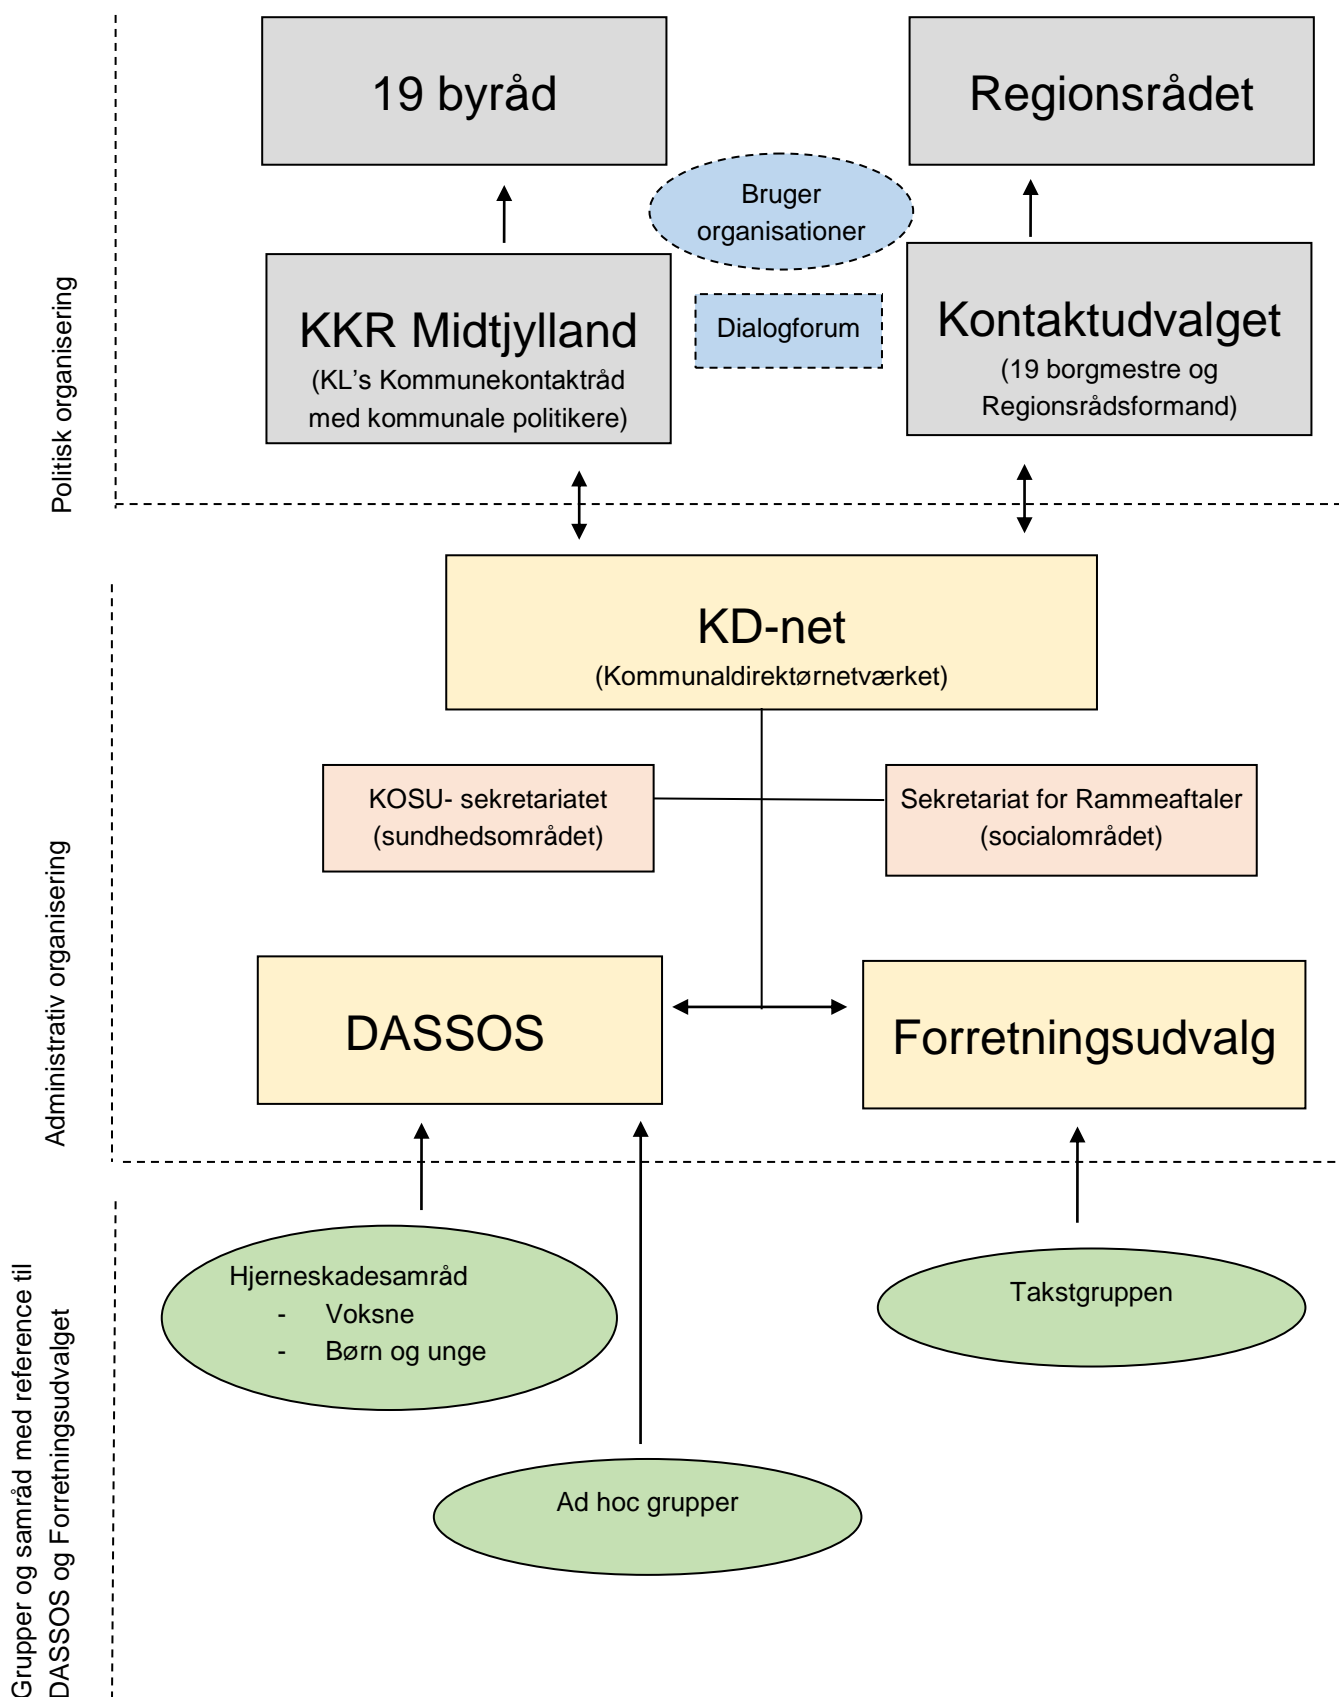 19 byråd
Regionsrådet
Bruger
organisationer
Politisk organisering
KKR Midtjylland
(KL's Kommunekontaktråd
med kommunale politikere)
Dialogforum
Kontaktudvalget
(19 borgmestre og
Regionsrådsformand)
KD-net
(Kommunaldirektørnetværket)
Administrativ organisering
KOSU- sekretariatet
(sundhedsområdet)
Sekretariat for Rammeaftaler
(socialområdet)
DASSOS
Forretningsudvalg
Grupper og samråd med reference til
DASSOS og Forretningsudvalget
Hjerneskadesamråd
- Voksne
- Børn og unge
Takstgruppen
Ad hoc grupper